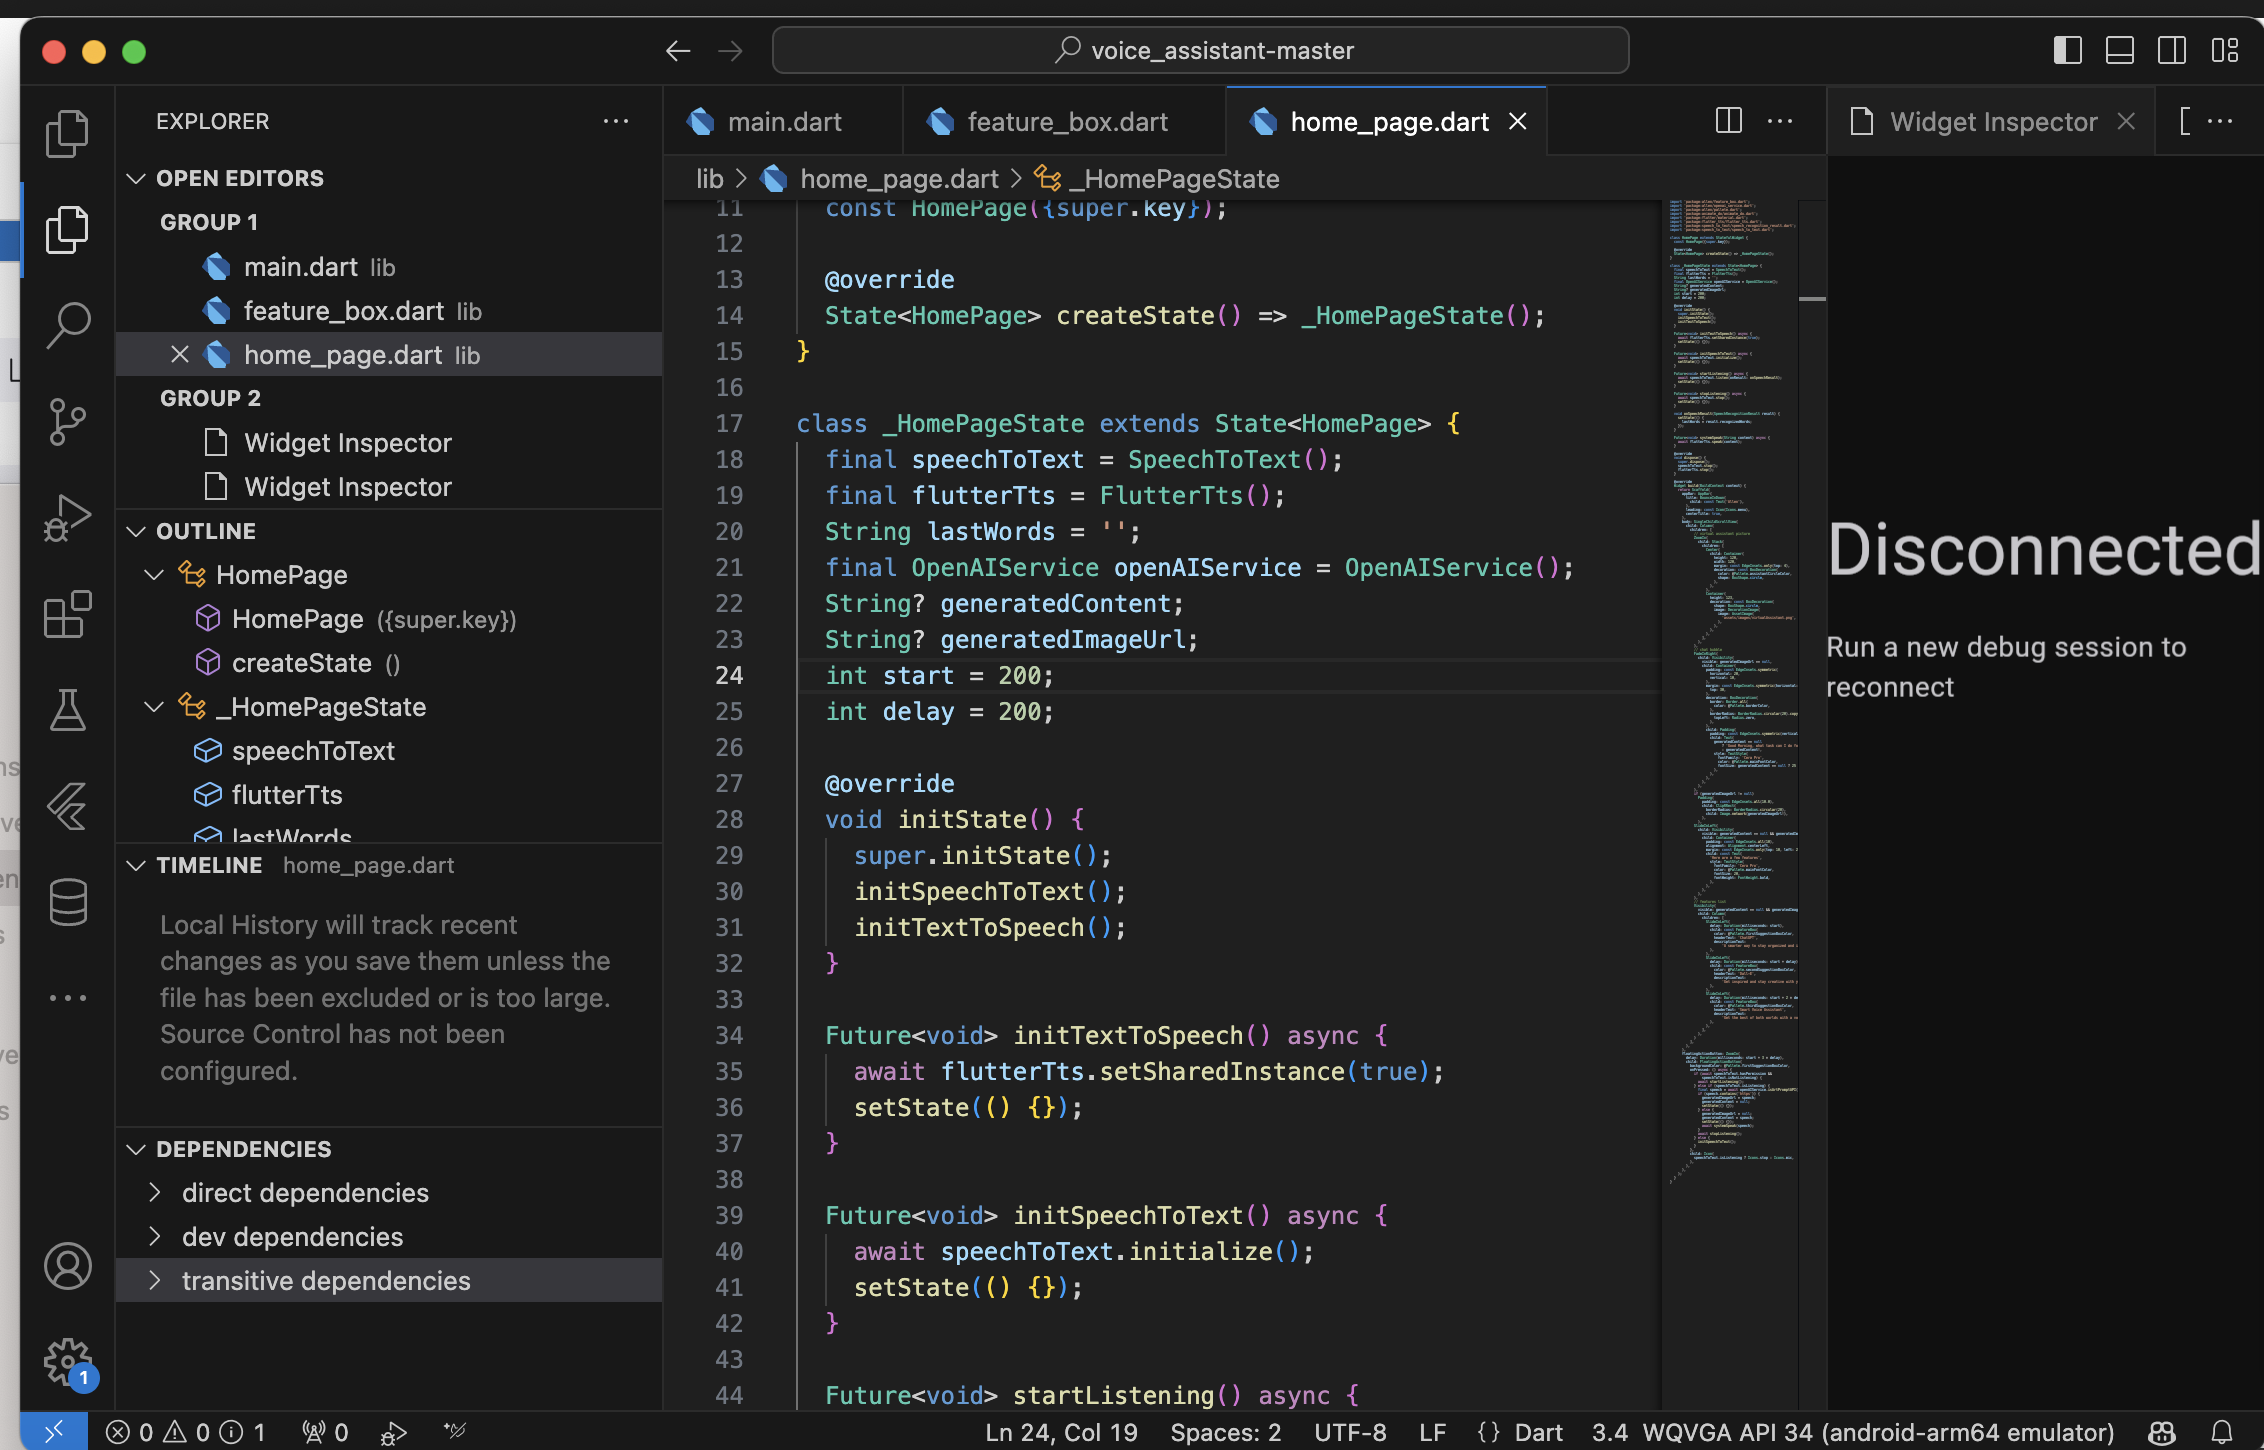 voice_assistant-master
EXPLORER
OPEN EDITORS
GROUP 1
main.dart lib
feature_box.dart lib
home_page.dart lib
GROUP 2
Widget Inspector
Widget Inspector
OUTLINE
HomePage
HomePage ({super.key})
createState ()
_HomePageState
speechToText
flutterTts
lastWords
TIMELINE home_page.dart
Local History will track recent
changes as you save them unless the
file has been excluded or is too large.
Source Control has not been
configured.
DEPENDENCIES
direct dependencies
dev dependencies
transitive dependencies
1
main.dart
feature_box.dart
home_page.dart
lib > home_page.dart > _HomePageState
11 const HomePage({super.key});
12
13 @override
14 State<HomePage> createState() => _HomePageState();
15 }
16
17 class _HomePageState extends State<HomePage> {
18 final speechToText = SpeechToText();
19 final flutterTts = FlutterTts();
20 String lastWords = '';
21 final OpenAIService openAIService = OpenAIService();
22 String? generatedContent;
23 String? generatedImageUrl;
24 int start = 200;
25 int delay = 200;
26
27 @override
28 void initState() {
29 super.initState();
30 initSpeechToText();
31 initTextToSpeech();
32 }
33
34 Future<void> initTextToSpeech() async {
35 await flutterTts.setSharedInstance(true);
36 setState(() {});
37 }
38
39 Future<void> initSpeechToText() async {
40 await speechToText.initialize();
41 setState(() {});
42 }
43
44 Future<void> startListening() async {
Widget Inspector
Disconnected
Run a new debug session to
reconnect
0 0 1 0 Ln 24, Col 19 Spaces: 2 UTF-8 LF {} Dart 3.4 WQVGA API 34 (android-arm64 emulator)